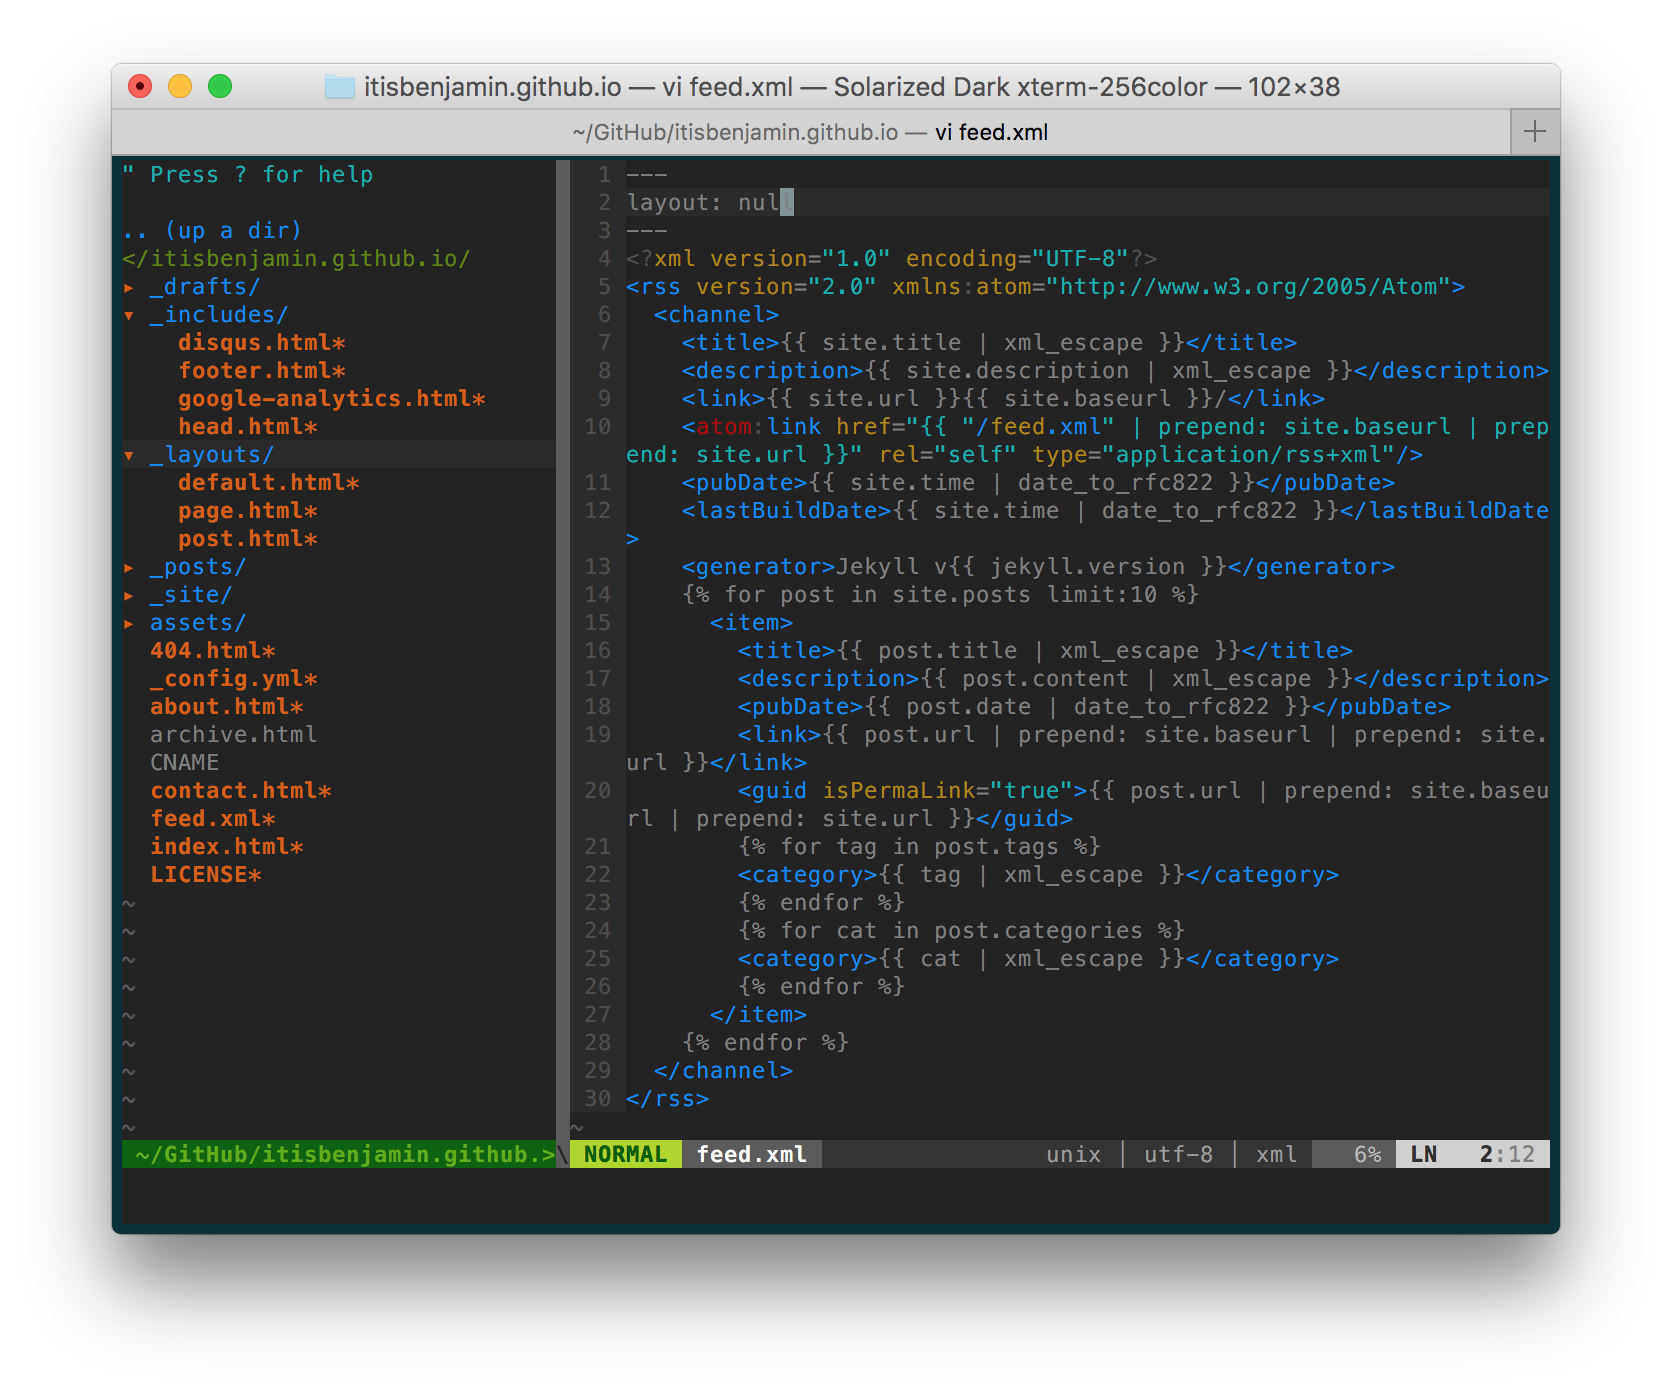 itisbenjamin.github.io — vi feed.xml — Solarized Dark xterm-256color — 102×38
~/GitHub/itisbenjamin.github.io — vi feed.xml
" Press ? for help
.. (up a dir)
</itisbenjamin.github.io/
▸ _drafts/
▾ _includes/
disqus.html*
footer.html*
google-analytics.html*
head.html*
▾ _layouts/
default.html*
page.html*
post.html*
▸ _posts/
▸ _site/
▸ assets/
404.html*
_config.yml*
about.html*
archive.html
CNAME
contact.html*
feed.xml*
index.html*
LICENSE*
~
~
~
~
~
~
~
~
~
~/GitHub/itisbenjamin.github.>\
1 ---
2 layout: null
3 ---
4 <?xml version="1.0" encoding="UTF-8"?>
5 <rss version="2.0" xmlns:atom="http://www.w3.org/2005/Atom">
6 <channel>
7 <title>{{ site.title | xml_escape }}</title>
8 <description>{{ site.description | xml_escape }}</description>
9 <link>{{ site.url }}{{ site.baseurl }}/</link>
10 <atom:link href="{{ "/feed.xml" | prepend: site.baseurl | prep
end: site.url }}" rel="self" type="application/rss+xml"/>
11 <pubDate>{{ site.time | date_to_rfc822 }}</pubDate>
12 <lastBuildDate>{{ site.time | date_to_rfc822 }}</lastBuildDate
>
13 <generator>Jekyll v{{ jekyll.version }}</generator>
14 {% for post in site.posts limit:10 %}
15 <item>
16 <title>{{ post.title | xml_escape }}</title>
17 <description>{{ post.content | xml_escape }}</description>
18 <pubDate>{{ post.date | date_to_rfc822 }}</pubDate>
19 <link>{{ post.url | prepend: site.baseurl | prepend: site.
url }}</link>
20 <guid isPermaLink="true">{{ post.url | prepend: site.baseu
rl | prepend: site.url }}</guid>
21 {% for tag in post.tags %}
22 <category>{{ tag | xml_escape }}</category>
23 {% endfor %}
24 {% for cat in post.categories %}
25 <category>{{ cat | xml_escape }}</category>
26 {% endfor %}
27 </item>
28 {% endfor %}
29 </channel>
30 </rss>
~
NORMAL feed.xml unix | utf-8 | xml 6% LN 2:12